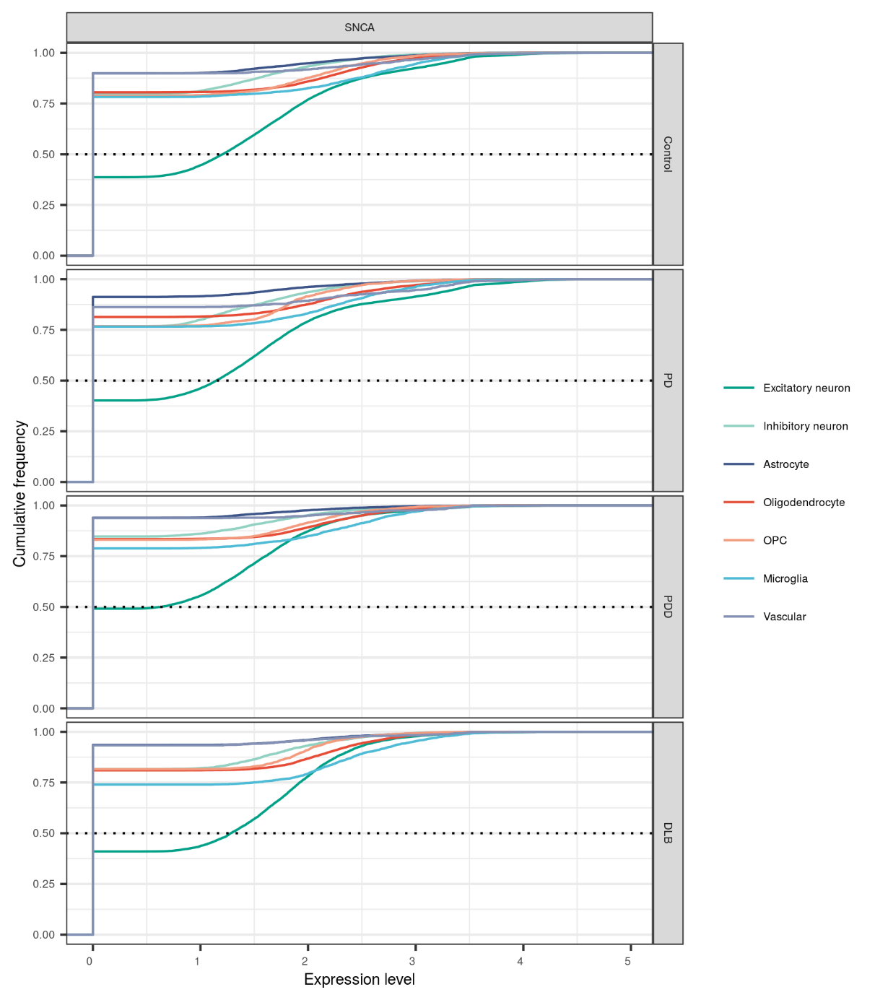 SNCA
1.00
0.75
0.50
0.25
0.00
Control
1.00
0.75
0.50
0.25
0.00
PD
1.00
0.75
0.50
0.25
0.00
PDD
1.00
0.75
0.50
0.25
0.00
DLB
0 1 2 3 4 5
Expression level
Cumulative frequency
Excitatory neuron
Inhibitory neuron
Astrocyte
Oligodendrocyte
OPC
Microglia
Vascular